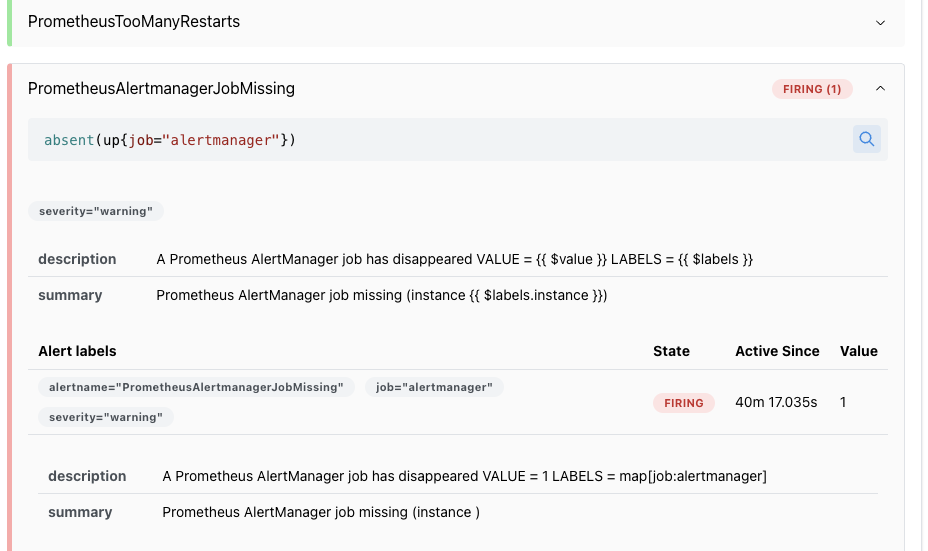 PrometheusTooManyRestarts
PrometheusAlertmanagerJobMissing FIRING (1)
absent(up{job="alertmanager"})
severity="warning"
description A Prometheus AlertManager job has disappeared VALUE = {{ $value }} LABELS = {{ $labels }}
summary Prometheus AlertManager job missing (instance {{ $labels.instance }})
Alert labels State Active Since Value
alertname="PrometheusAlertmanagerJobMissing" job="alertmanager"
severity="warning" FIRING 40m 17.035s 1
description A Prometheus AlertManager job has disappeared VALUE = 1 LABELS = map[job:alertmanager]
summary Prometheus AlertManager job missing (instance )